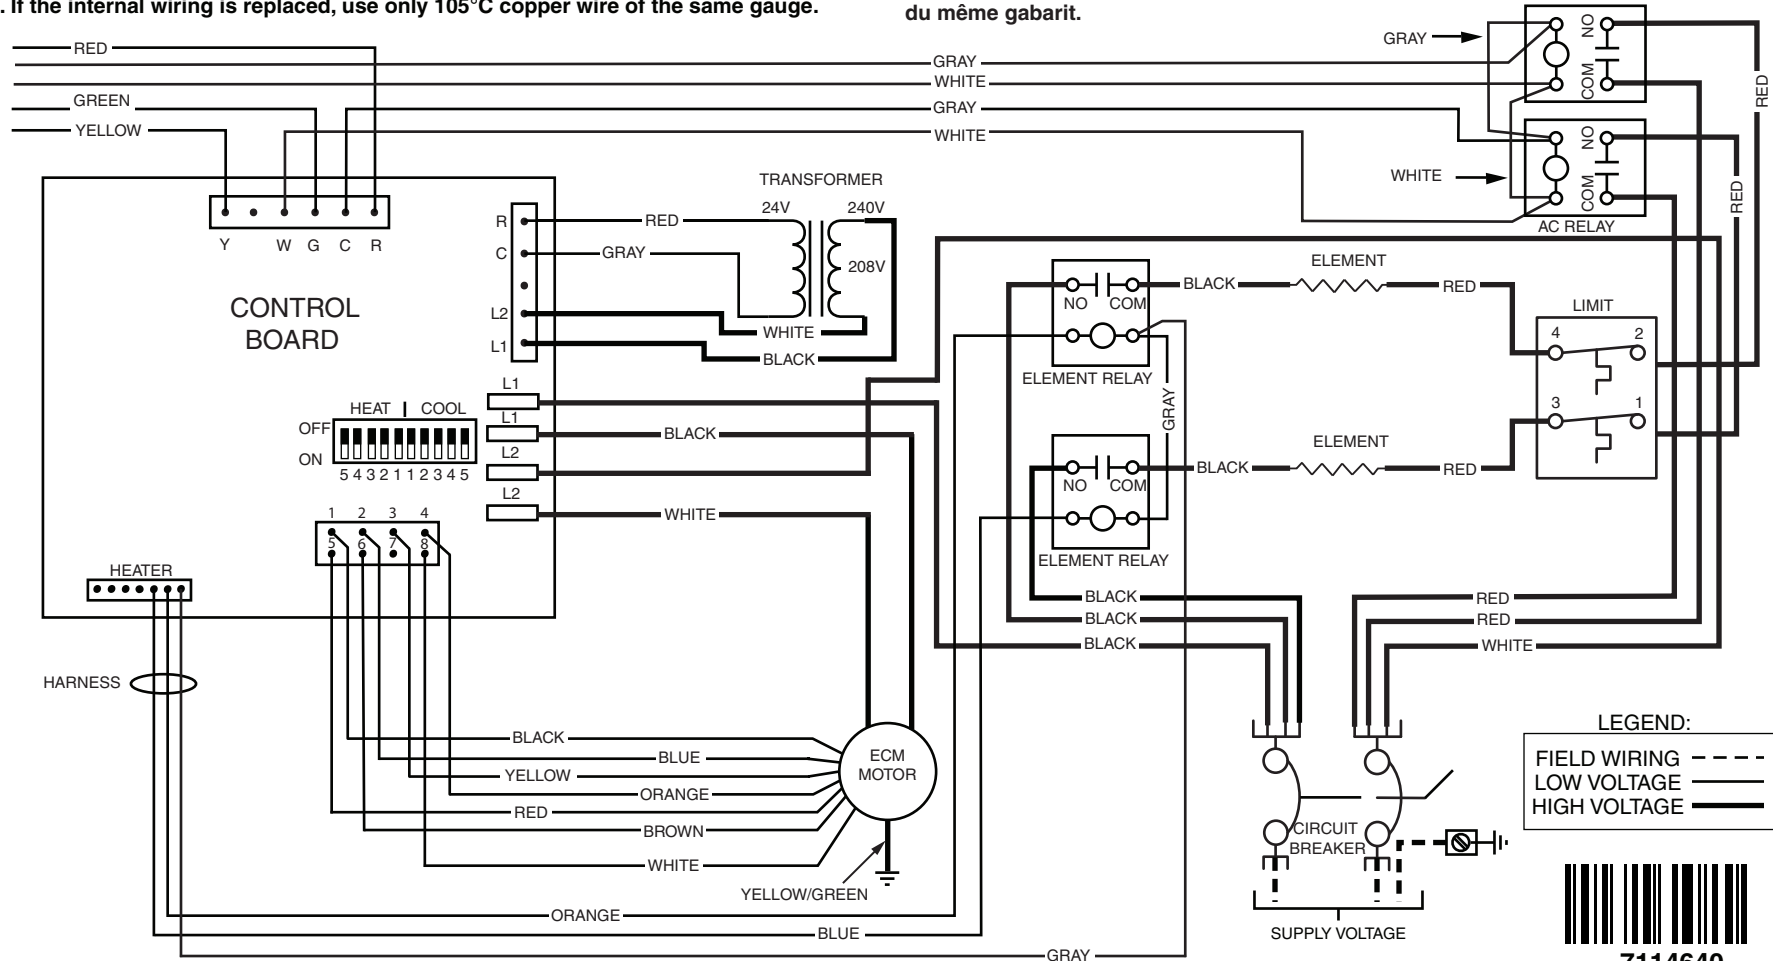 . If the internal wiring is replaced, use only 105°C copper wire of the same gauge.
du même gabarit.
RED
GRAY
WHITE
GREEN
GRAY
YELLOW
WHITE
GRAY
NO
COM
RED
WHITE
NO
COM
RED
AC RELAY
Y W G C R
CONTROL
BOARD
R
C
L2
L1
RED
GRAY
WHITE
BLACK
TRANSFORMER
24V 240V
208V
L1
L1
L2
L2
BLACK
WHITE
HEAT | COOL
OFF
ON
5 4 3 2 1 1 2 3 4 5
1 2 3 4
5 6 7 8
HEATER
HARNESS
NO COM
ELEMENT RELAY
GRAY
NO COM
ELEMENT RELAY
BLACK
ELEMENT
RED
BLACK
ELEMENT
RED
LIMIT
4 2
3 1
BLACK
BLACK
BLACK
RED
RED
WHITE
BLACK
BLUE
YELLOW
ORANGE
RED
BROWN
WHITE
ECM
MOTOR
YELLOW/GREEN
ORANGE
BLUE
GRAY
CIRCUIT
BREAKER
SUPPLY VOLTAGE
LEGEND:
FIELD WIRING
LOW VOLTAGE
HIGH VOLTAGE